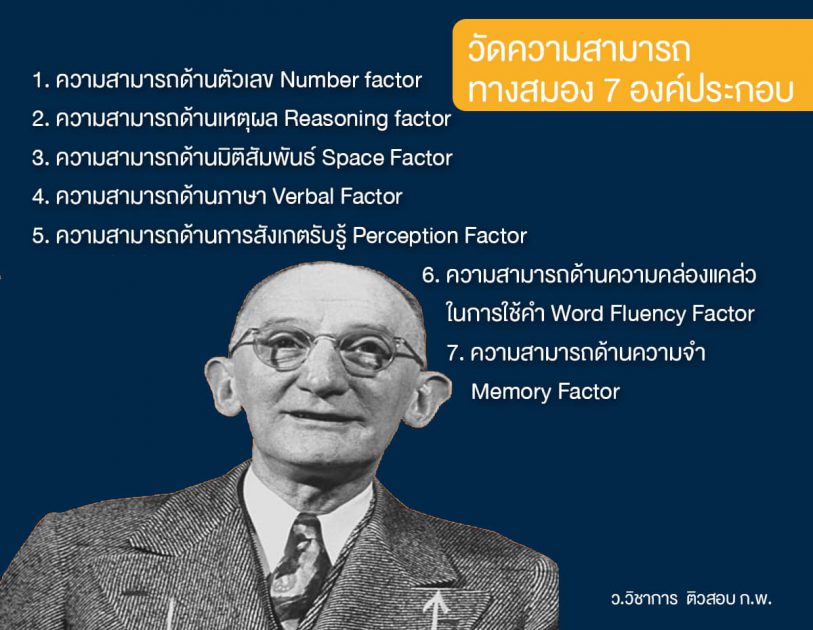 วัดความสามารถ
ทางสมอง 7 องค์ประกอบ
1. ความสามารถด้านตัวเลข Number factor
2. ความสามารถด้านเหตุผล Reasoning factor
3. ความสามารถด้านมิติสัมพันธ์ Space Factor
4. ความสามารถด้านภาษา Verbal Factor
5. ความสามารถด้านการสังเกตรับรู้ Perception Factor
6. ความสามารถด้านความคล่องแคล่ว
ในการใช้คำ Word Fluency Factor
7. ความสามารถด้านความจำ
Memory Factor
ว.วิชาการ ติวสอบ ก.พ.